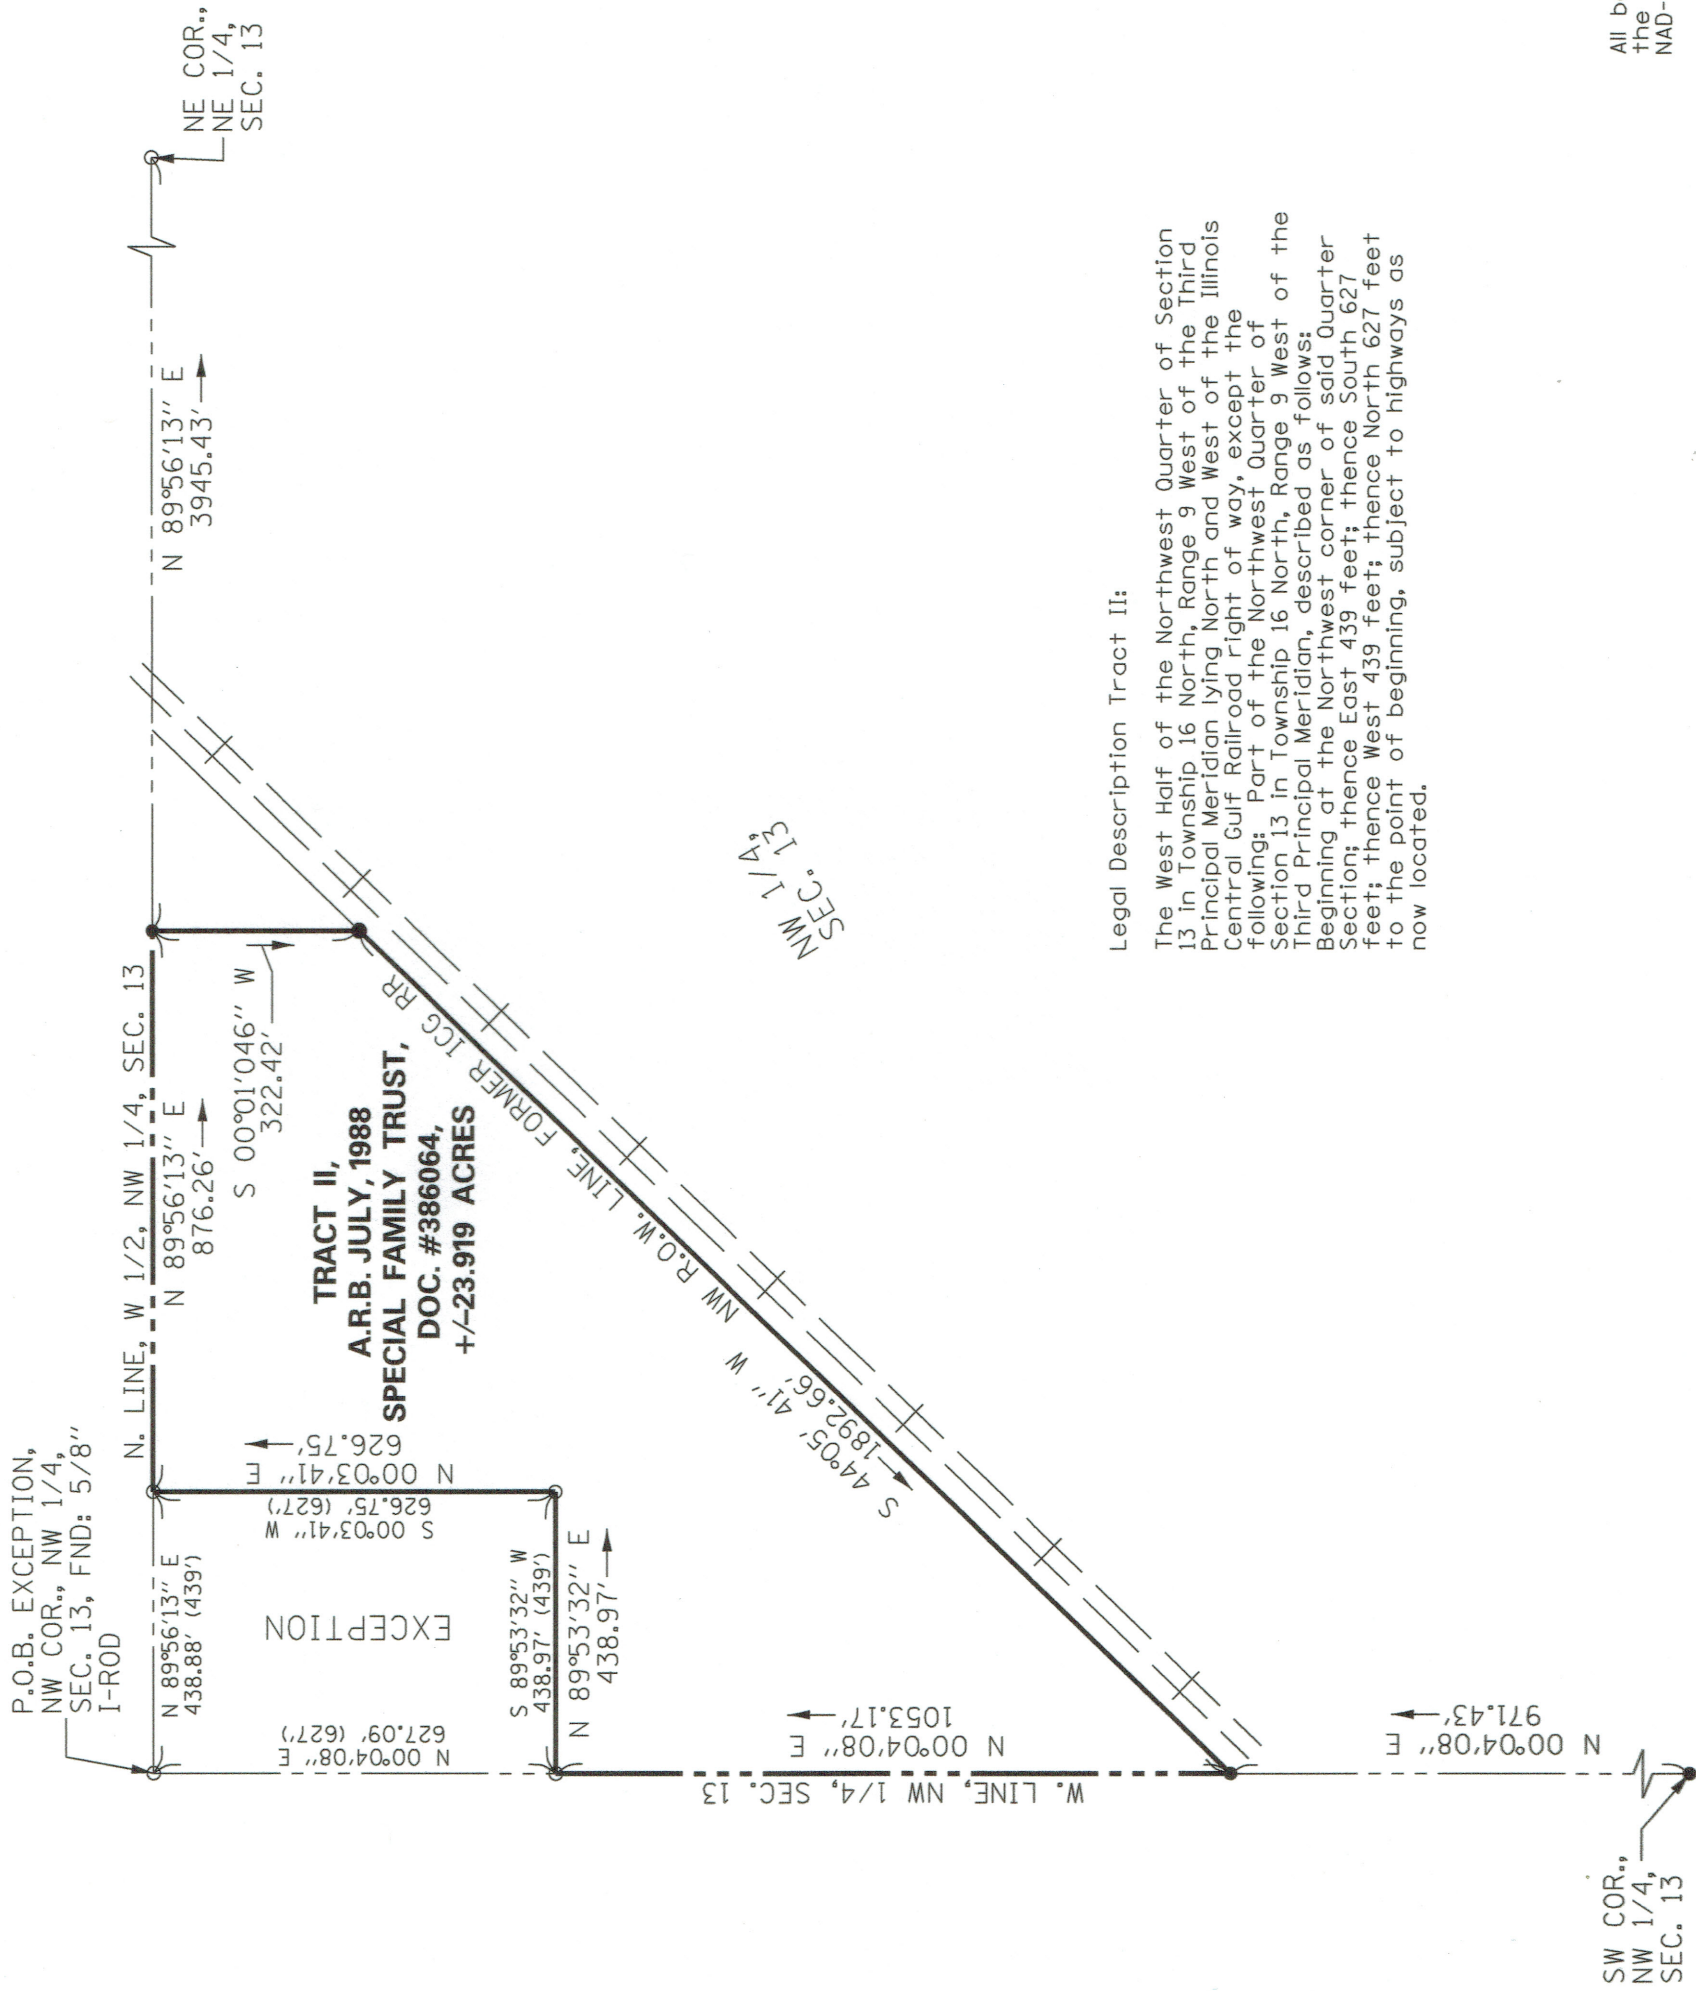 P.O.B. EXCEPTION,
NW COR., NW 1/4,
SEC. 13, FND: 5/8"
I-ROD
N. LINE, W 1/2, NW 1/4, SEC. 13
N 89°56'13" E
876.26'
N 89°56'13" E
3945.43'
NE COR.,
NE 1/4,
SEC. 13
N 89°56'13" E
438.88' (439')
N 00°04'08" E
627.09' (627')
EXCEPTION
S 00°03'41" W
626.75' (627')
N 00°03'41" E
626.75'
S 89°53'32" W
438.97' (439')
N 89°53'32" E
438.97'
S 00°01'046" W
322.42'
TRACT II,
A.R.B. JULY, 1988
SPECIAL FAMILY TRUST,
DOC. #386064,
+/-23.919 ACRES
NW R.O.W. LINE, FORMER ICG RR
S 44°05' 41" W
1892.66'
NW 1/4,
SEC. 13
N 00°04'08" E
1053.17'
W. LINE, NW 1/4, SEC. 13
N 00°04'08" E
971.43'
SW COR.,
NW 1/4,
SEC. 13
Legal Description Tract II:
The West Half of the Northwest Quarter of Section
13 in Township 16 North, Range 9 West of the Third
Principal Meridian lying North and West of the Illinois
Central Gulf Railroad right of way, except the
following: Part of the Northwest Quarter of
Section 13 in Township 16 North, Range 9 West of the
Third Principal Meridian, described as follows:
Beginning at the Northwest corner of said Quarter
Section; thence East 439 feet; thence South 627
feet; thence West 439 feet; thence North 627 feet
to the point of beginning, subject to highways as
now located.
All b
the
NAD-